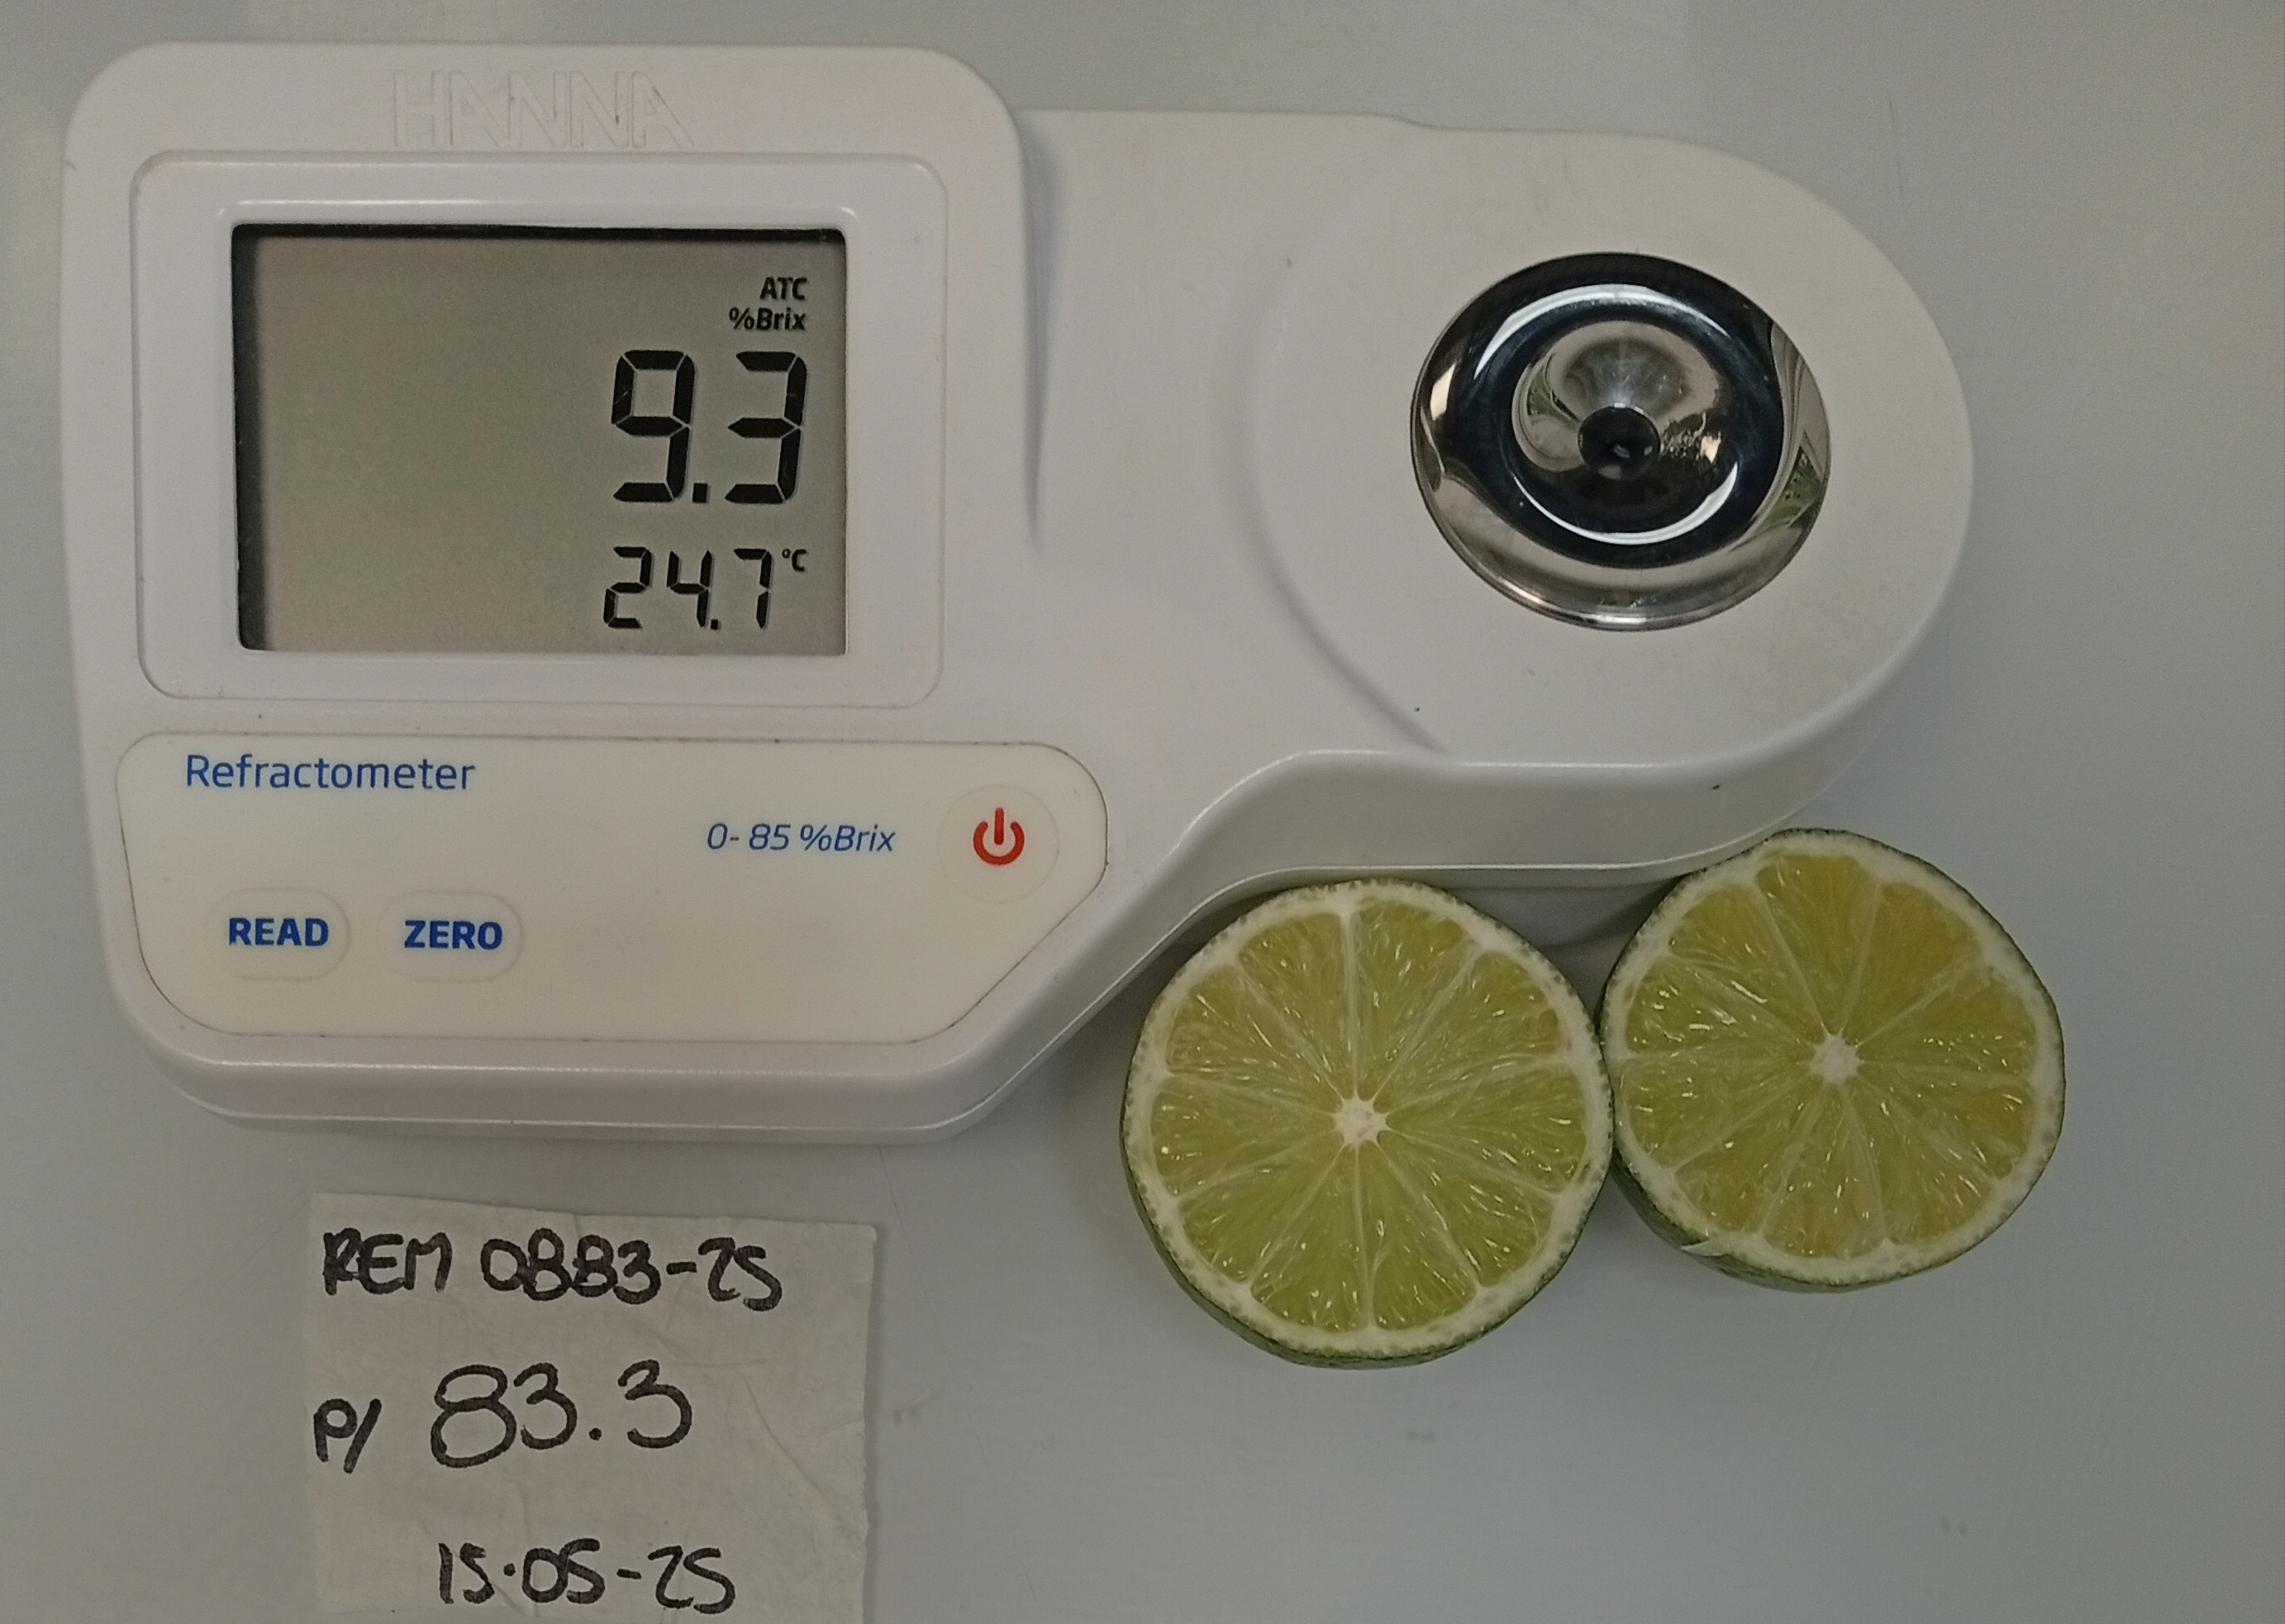 HANNA
ATC
%Brix
9.3
24.7 °C
Refractometer
0-85 %Brix
READ ZERO
REM 0883-25
P/ 83.3
15.05-25